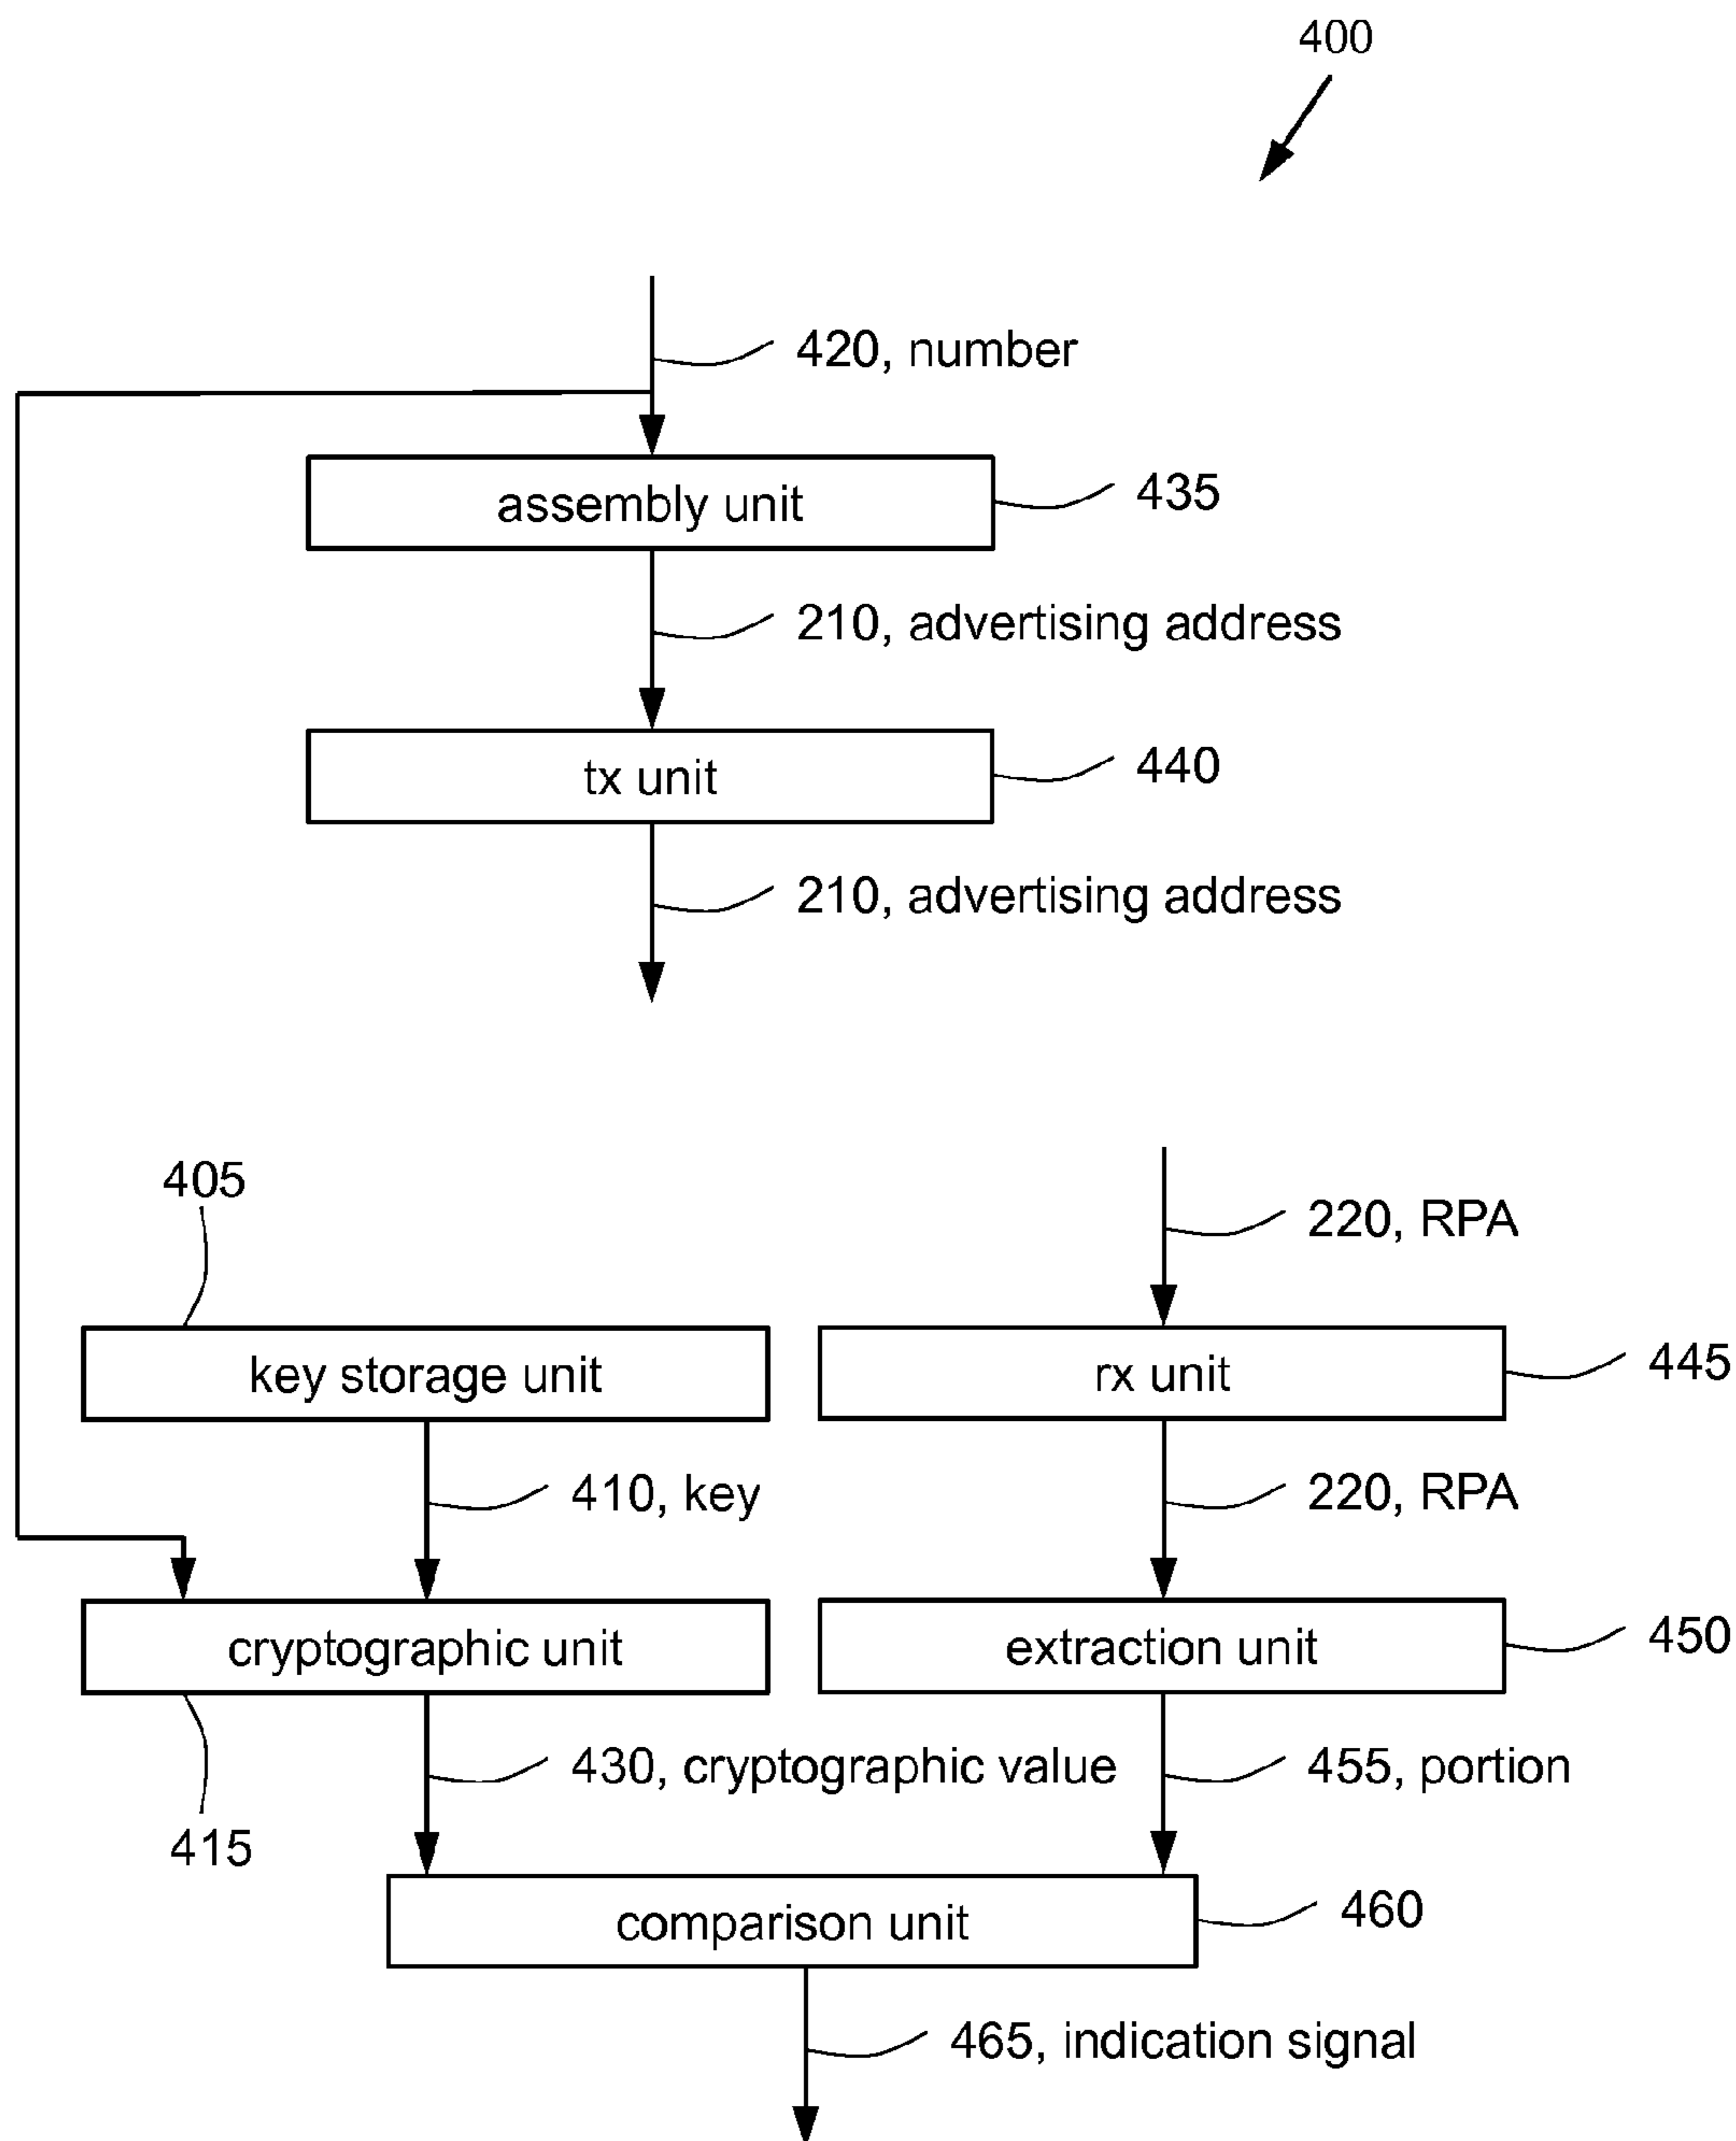 400
420, number
assembly unit
435
210, advertising address
tx unit
440
210, advertising address
405
220, RPA
key storage unit
rx unit
445
410, key
220, RPA
cryptographic unit
extraction unit
450
430, cryptographic value
455, portion
415
comparison unit
460
465, indication signal